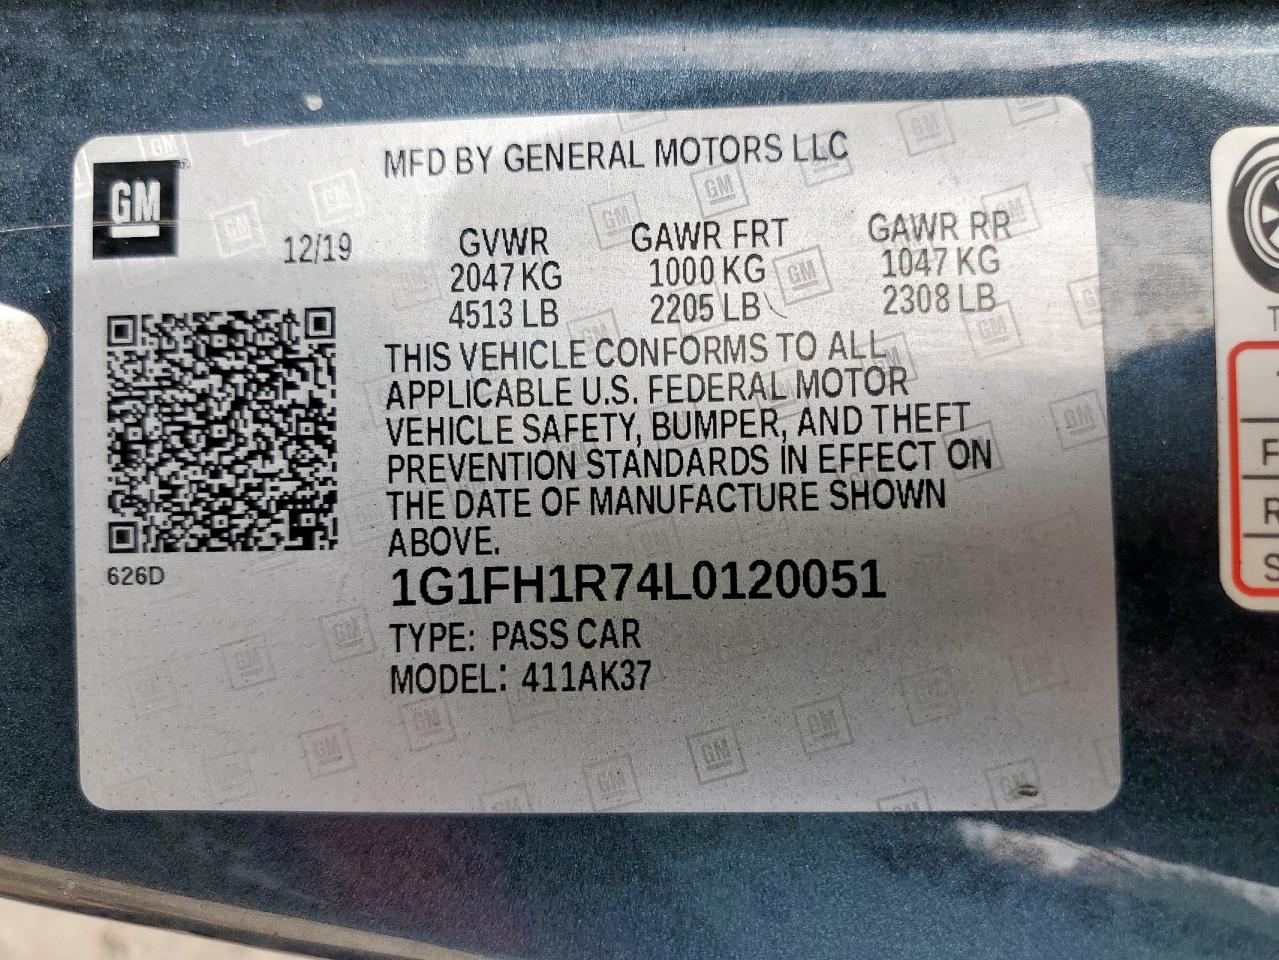 GM
MFD BY GENERAL MOTORS LLC
12/19
GVWR
2047 KG
4513 LB
GAWR FRT
1000 KG
2205 LB
GAWR RR
1047 KG
2308 LB
THIS VEHICLE CONFORMS TO ALL
APPLICABLE U.S. FEDERAL MOTOR
VEHICLE SAFETY, BUMPER, AND THEFT
PREVENTION STANDARDS IN EFFECT ON
THE DATE OF MANUFACTURE SHOWN
ABOVE.
626D
1G1FH1R74L0120051
TYPE: PASS CAR
MODEL: 411AK37
T
F
R
S